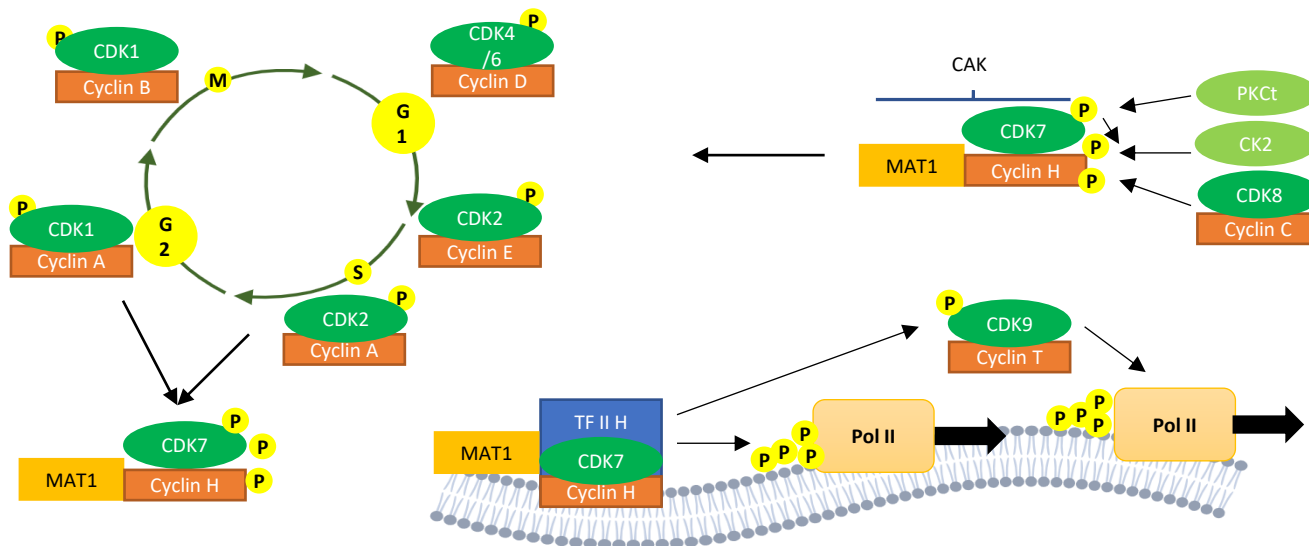 P
CDK1
Cyclin B
M
P
CDK4
/6
Cyclin D
G
1
P
CDK2
Cyclin E
S
P
CDK2
Cyclin A
G
2
P
CDK1
Cyclin A
P
P
P
CDK7
MAT1
Cyclin H
CAK
P
P
P
CDK7
MAT1
Cyclin H
PKCt
CK2
CDK8
Cyclin C
P
CDK9
Cyclin T
TF II H
MAT1
CDK7
Cyclin H
P
P
P
P
Pol II
P
P
P
P
Pol II